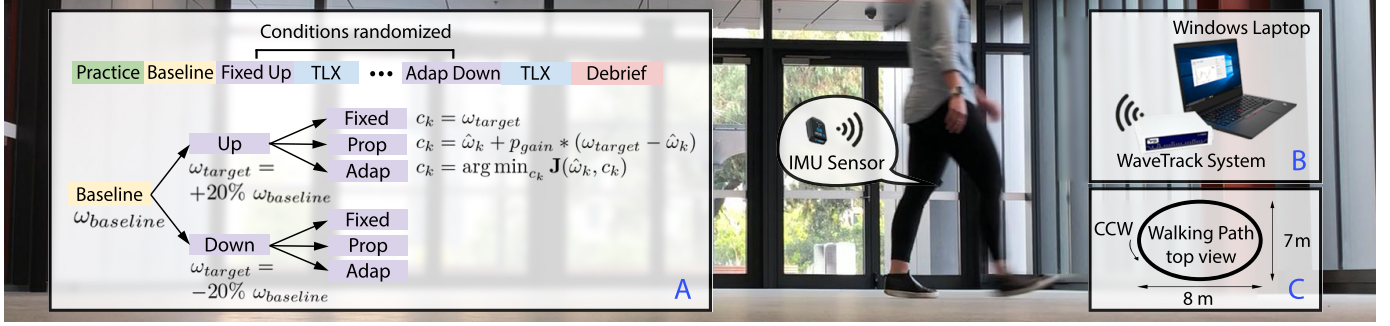 Conditions randomized
Practice Baseline Fixed Up TLX ••• Adap Down TLX Debrief
Fixed c_k = ω_target
Up Prop c_k = ω̂_k + p_gain * (ω_target − ω̂_k)
Adap c_k = arg min_{c_k} J(ω̂_k, c_k)
ω_target =
+20% ω_baseline
Baseline
ω_baseline
Fixed
Down Prop
Adap
ω_target =
−20% ω_baseline
A
IMU Sensor
Windows Laptop
WaveTrack System
B
CCW
Walking Path
top view
7m
8 m
C